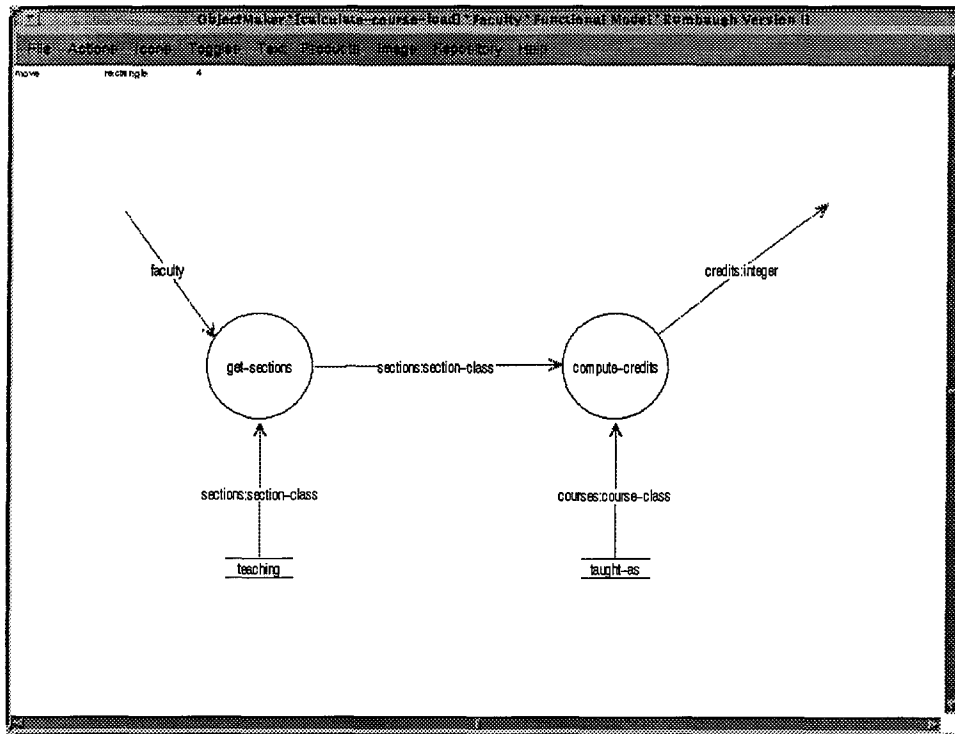 ObjectMaker * [calculate-course-load] * Faculty * Functional Model * Rumbaugh Version II
File Actions Icons Toggles Text Image Repository Help
move rectangle 4
faculty
credits:integer
get-sections
sections:section-class
compute-credits
sections:section-class
courses:course-class
teaching
taught-as